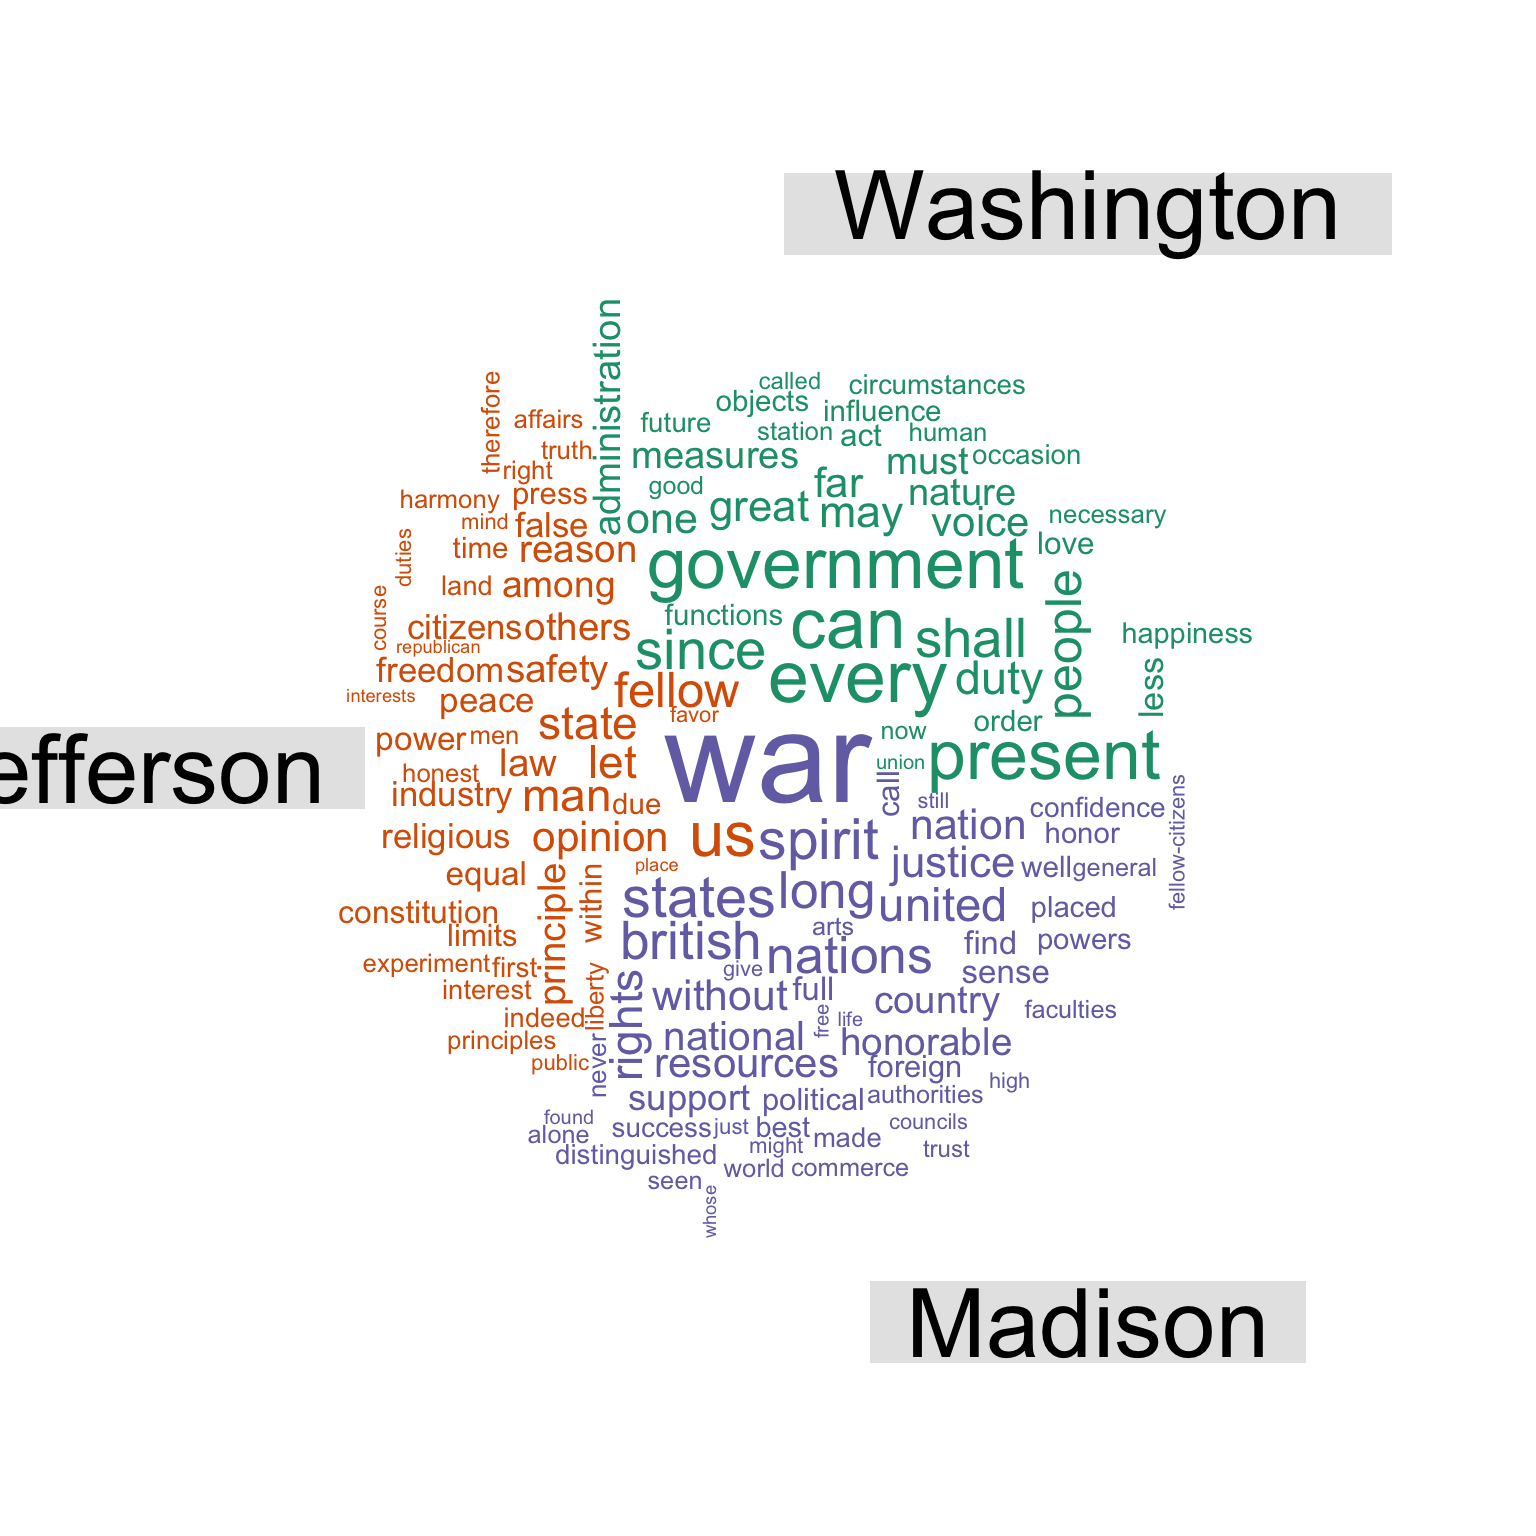 Washington
administration
called
circumstances
therefore
objects
influence
affairs
future
station
act
human
truth
measures
must
occasion
right
good
far
nature
harmony
press
great
may
mind
false
one
voice
necessary
time
reason
love
duties
government
land
among
people
course
functions
can
citizens
others
since
shall
happiness
republican
freedom
safety
every
duty
less
interests
peace
fellow
favor
order
state
now
power
men
war
present
efferson
law
let
union
honest
call
industry
man
due
still
confidence
fellow-citizens
religious
opinion
us
spirit
nation
honor
place
justice
well
general
equal
principle
within
states
long
united
placed
constitution
arts
limits
british
nations
find
powers
experiment
first
give
sense
interest
liberty
rights
without
full
country
faculties
indeed
free
life
principles
never
national
honorable
public
resources
foreign
high
support
political
authorities
found
success
just
best
councils
alone
might
made
trust
distinguished
world
commerce
seen
whose
Madison